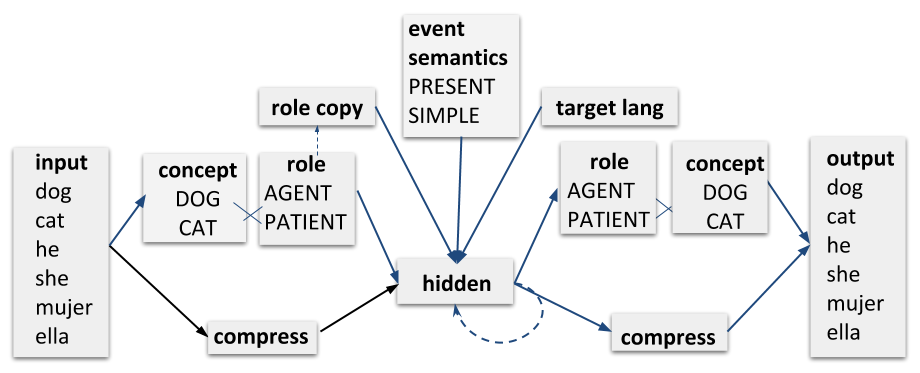 input
dog
cat
he
she
mujer
ella
concept
DOG
CAT
role copy
role
AGENT
PATIENT
compress
event
semantics
PRESENT
SIMPLE
target lang
hidden
role
AGENT
PATIENT
concept
DOG
CAT
compress
output
dog
cat
he
she
mujer
ella